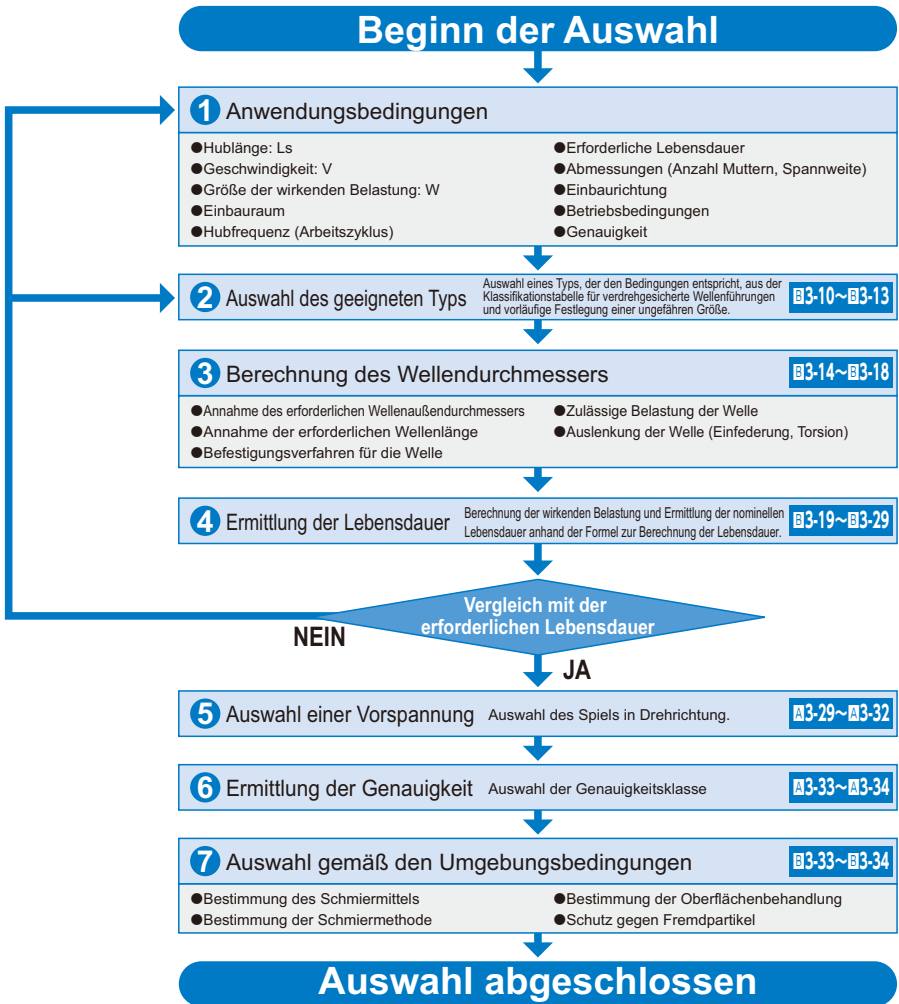 Beginn der Auswahl
1 Anwendungsbedingungen
●Hublänge: Ls
●Geschwindigkeit: V
●Größe der wirkenden Belastung: W
●Einbauraum
●Hubfrequenz (Arbeitszyklus)
●Erforderliche Lebensdauer
●Abmessungen (Anzahl Muttern, Spannweite)
●Einbaurichtung
●Betriebsbedingungen
●Genauigkeit
2 Auswahl des geeigneten Typs
Auswahl eines Typs, der den Bedingungen entspricht, aus der
Klassifikationstabelle für verdrehgesicherte Wellenführungen
und vorläufige Festlegung einer ungefähren Größe.
B3-10~B3-13
3 Berechnung des Wellendurchmessers
B3-14~B3-18
●Annahme des erforderlichen Wellenaußendurchmessers
●Annahme der erforderlichen Wellenlänge
●Befestigungsverfahren für die Welle
●Zulässige Belastung der Welle
●Auslenkung der Welle (Einfederung, Torsion)
4 Ermittlung der Lebensdauer
Berechnung der wirkenden Belastung und Ermittlung der nominellen
Lebensdauer anhand der Formel zur Berechnung der Lebensdauer.
B3-19~B3-29
Vergleich mit der
erforderlichen Lebensdauer
NEIN
JA
5 Auswahl einer Vorspannung
Auswahl des Spiels in Drehrichtung.
A3-29~A3-32
6 Ermittlung der Genauigkeit
Auswahl der Genauigkeitsklasse
A3-33~A3-34
7 Auswahl gemäß den Umgebungsbedingungen
B3-33~B3-34
●Bestimmung des Schmiermittels
●Bestimmung der Schmiermethode
●Bestimmung der Oberflächenbehandlung
●Schutz gegen Fremdpartikel
Auswahl abgeschlossen